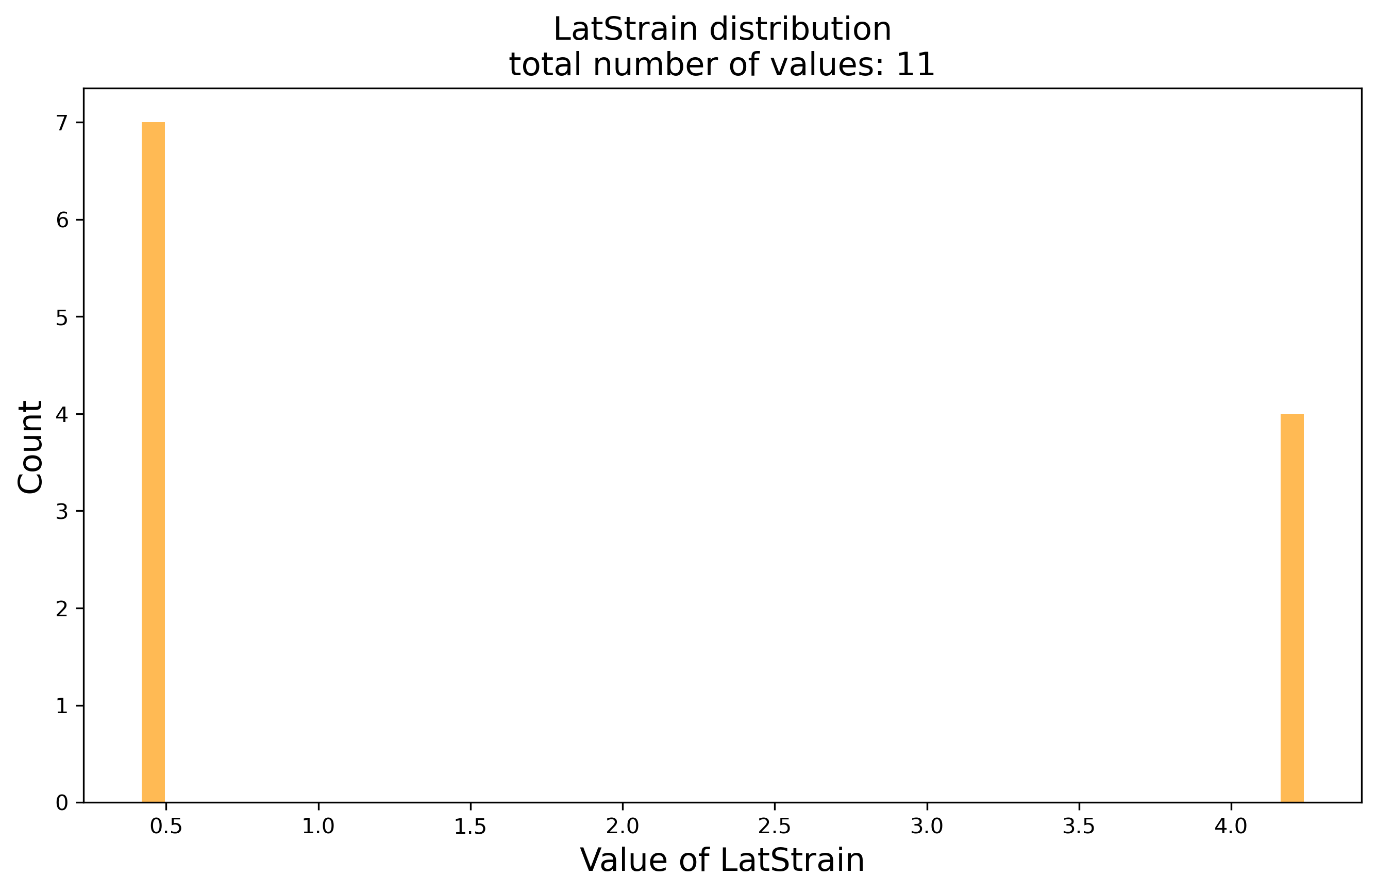 LatStrain distribution
total number of values: 11
7
6
5
4
3
2
1
0
Count
0.5 1.0 1.5 2.0 2.5 3.0 3.5 4.0
Value of LatStrain